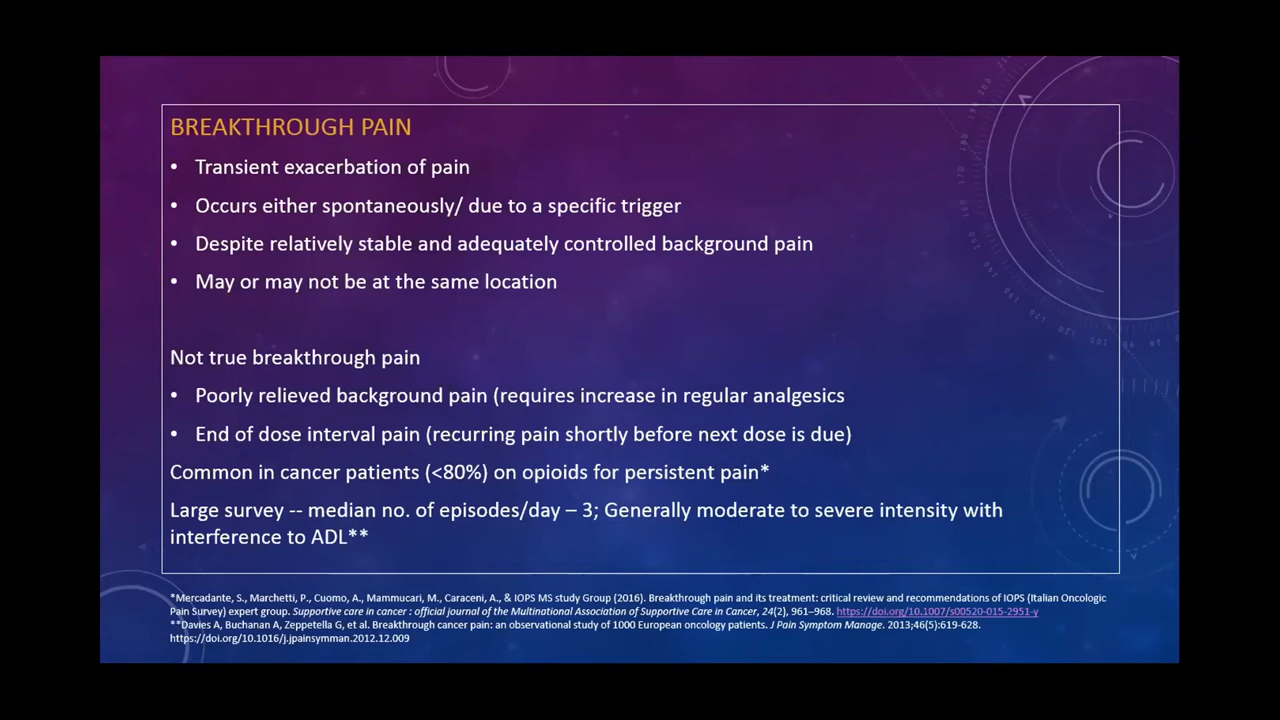 BREAKTHROUGH PAIN
• Transient exacerbation of pain
• Occurs either spontaneously/ due to a specific trigger
• Despite relatively stable and adequately controlled background pain
• May or may not be at the same location
Not true breakthrough pain
• Poorly relieved background pain (requires increase in regular analgesics
• End of dose interval pain (recurring pain shortly before next dose is due)
Common in cancer patients (<80%) on opioids for persistent pain*
Large survey -- median no. of episodes/day – 3; Generally moderate to severe intensity with
interference to ADL**
*Mercadante, S., Marchetti, P., Cuomo, A., Mammucari, M., Caraceni, A., & IOPS MS study Group (2016). Breakthrough pain and its treatment: critical review and recommendations of IOPS (Italian Oncologic
Pain Survey) expert group. Supportive care in cancer : official journal of the Multinational Association of Supportive Care in Cancer, 24(2), 961–968. https://doi.org/10.1007/s00520-015-2951-y
**Davies A, Buchanan A, Zeppetella G, et al. Breakthrough cancer pain: an observational study of 1000 European oncology patients. J Pain Symptom Manage. 2013;46(5):619-628.
https://doi.org/10.1016/j.jpainsymman.2012.12.009